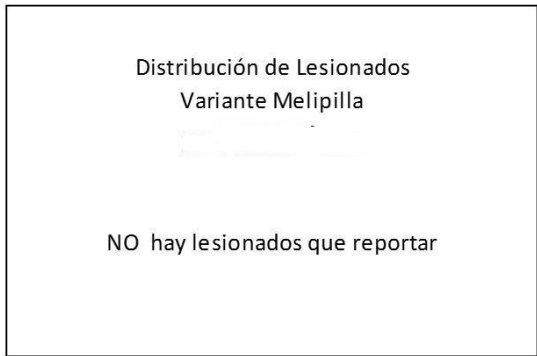 Distribución de Lesionados
Variante Melipilla
NO hay lesionados que reportar